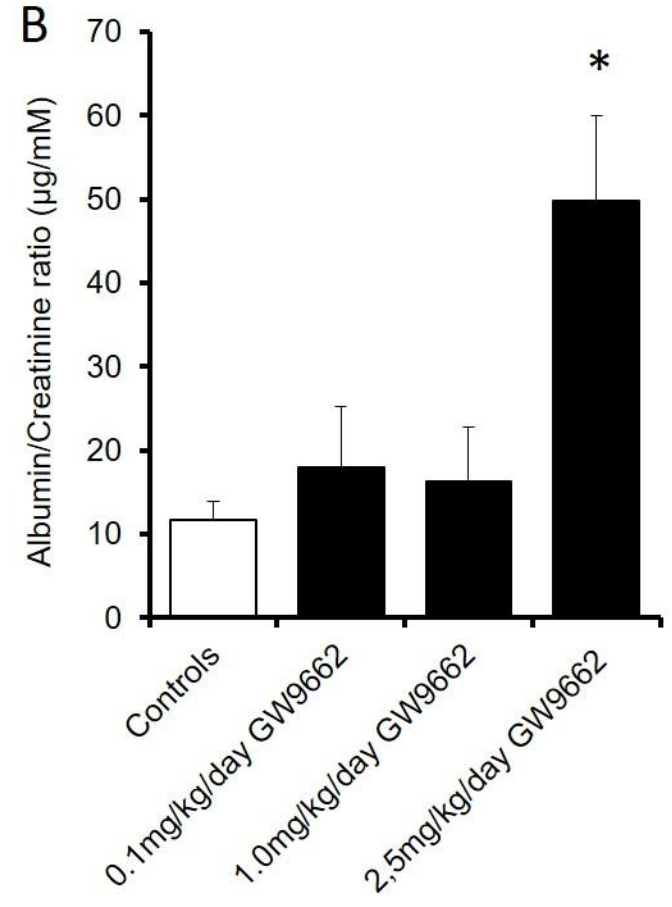 B
70
*
60
50
40
30
20
10
0
Albumin/Creatinine ratio (µg/mM)
Controls
0.1mg/kg/day GW9662
1.0mg/kg/day GW9662
2,5mg/kg/day GW9662